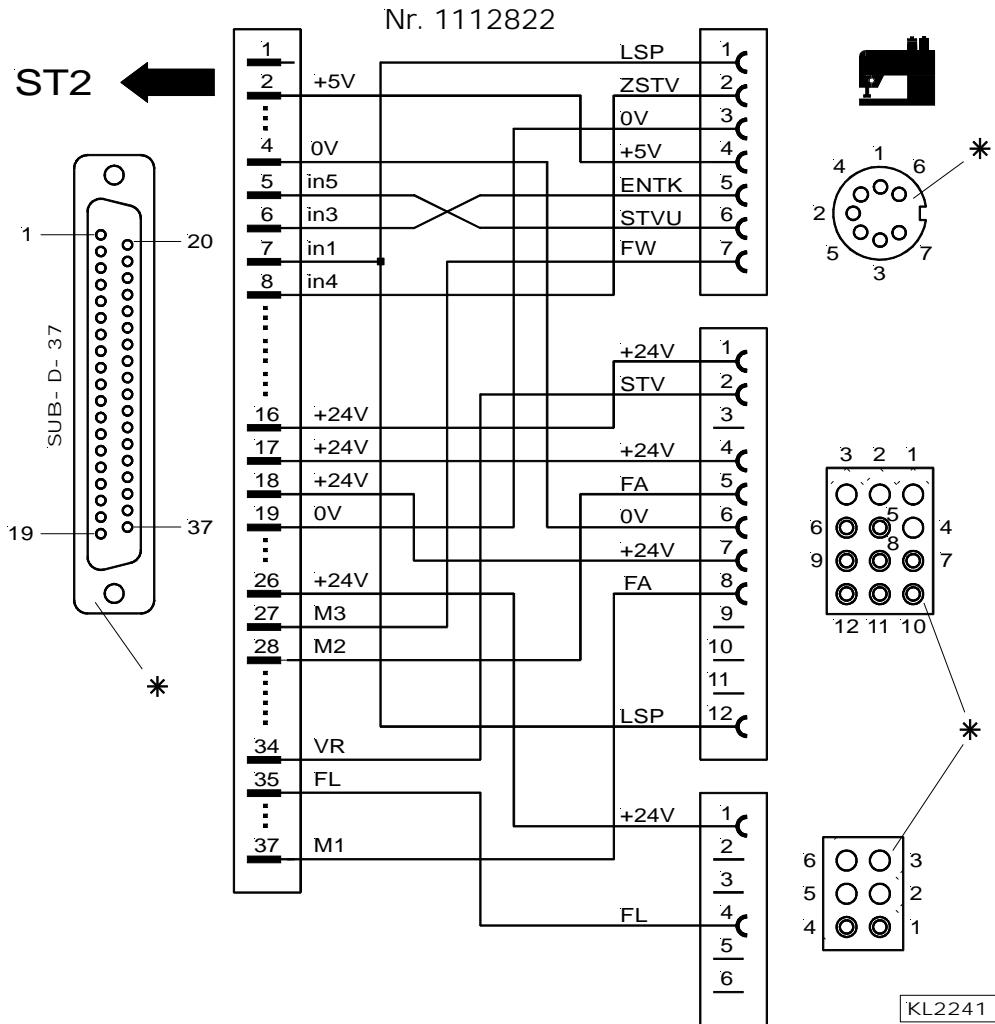 Nr. 1112822
ST2
SUB- D- 37
1
20
19
37
1
2 +5V
4 0V
5 in5
6 in3
7 in1
8 in4
16 +24V
17 +24V
18 +24V
19 0V
26 +24V
27 M3
28 M2
34 VR
35 FL
37 M1
LSP 1
ZSTV 2
0V 3
+5V 4
ENTK 5
STVU 6
FW 7
+24V 1
STV 2
3
+24V 4
FA 5
0V 6
+24V 7
FA 8
9
10
11
LSP 12
+24V 1
2
3
FL 4
5
6
1
4 6
2
5 7
3
3 2 1
6 5 4
9 8 7
12 11 10
6 3
5 2
4 1
KL2241